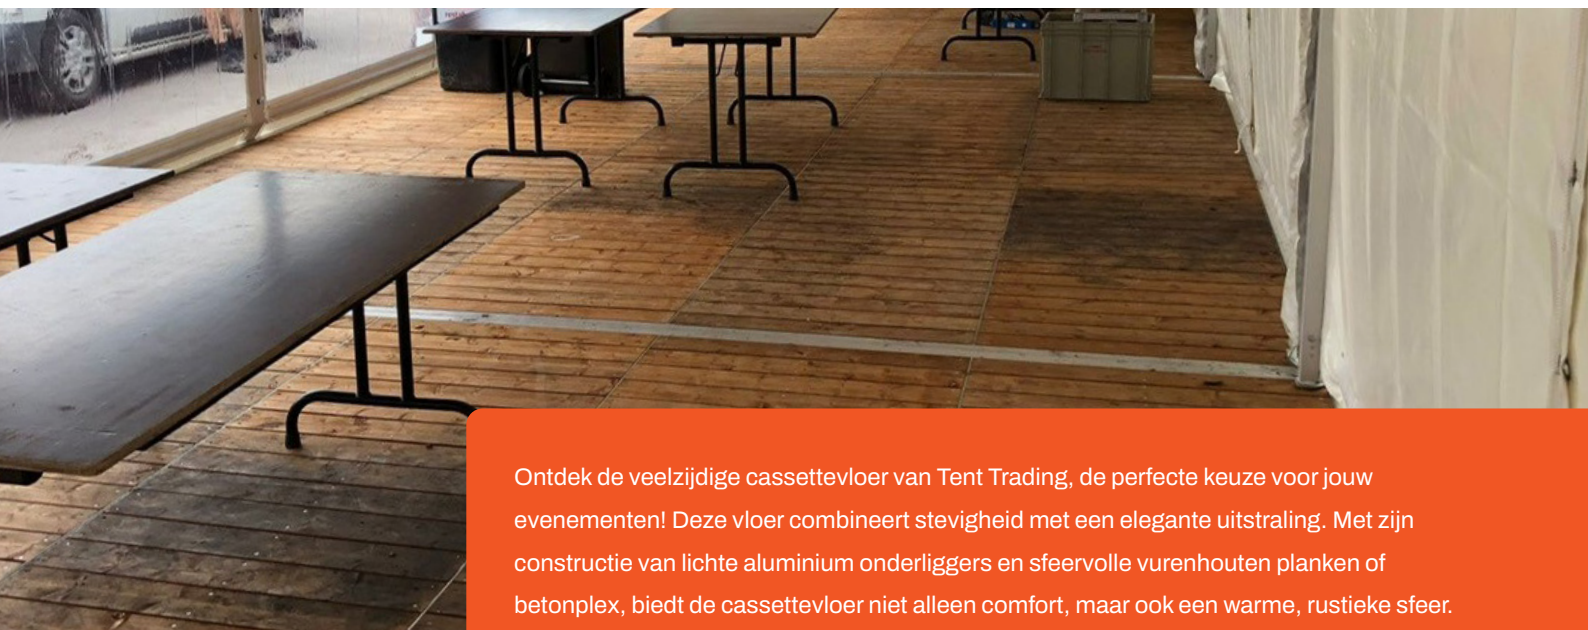 Ontdek de veelzijdige cassettevloer van Tent Trading, de perfecte keuze voor jouw
evenementen! Deze vloer combineert stevigheid met een elegante uitstraling. Met zijn
constructie van lichte aluminium onderliggers en sfeervolle vurenhouten planken of
betonplex, biedt de cassettevloer niet alleen comfort, maar ook een warme, rustieke sfeer.